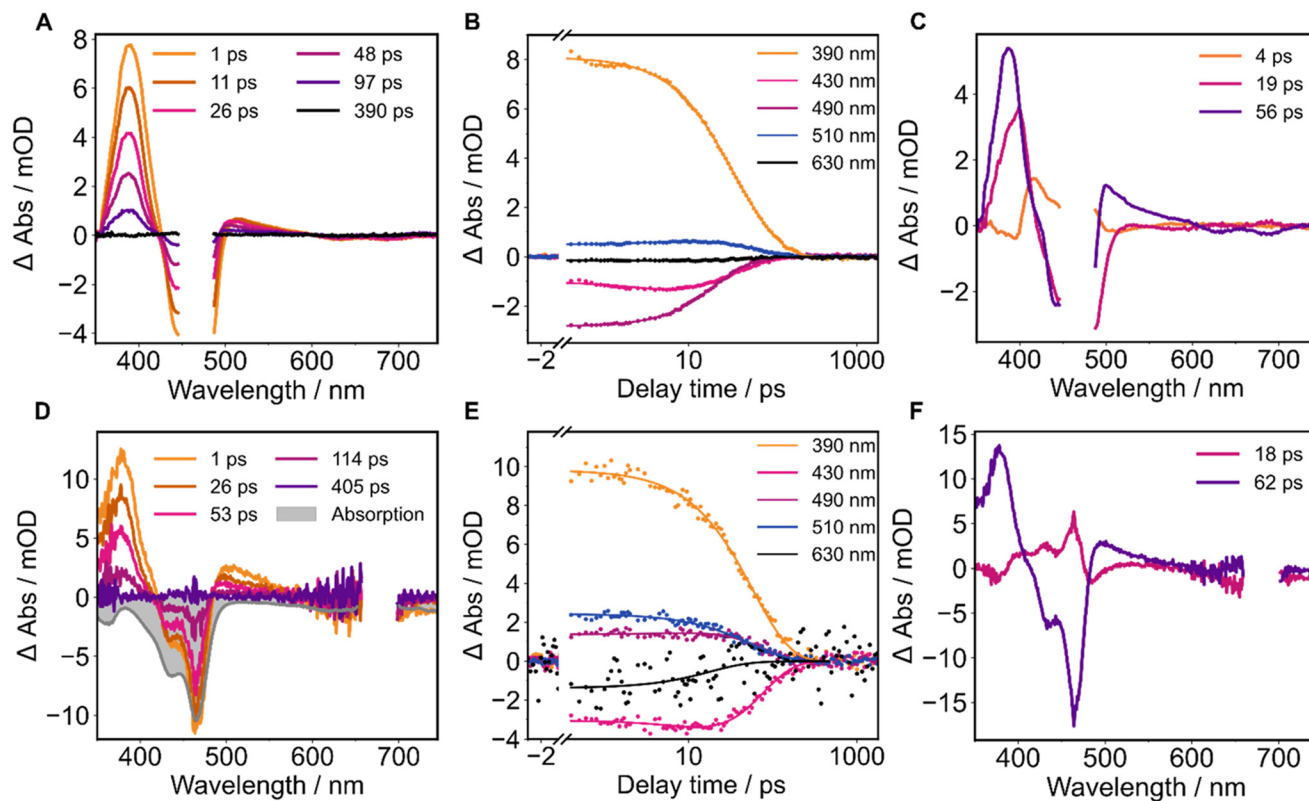 A
B
C
Δ Abs / mOD
8
6
4
2
0
−2
−4
1 ps
11 ps
26 ps
48 ps
97 ps
390 ps
400
500
600
700
Wavelength / nm
Δ Abs / mOD
8
6
4
2
0
−2
390 nm
430 nm
490 nm
510 nm
630 nm
−2
10
1000
Delay time / ps
Δ Abs / mOD
4
2
0
−2
4 ps
19 ps
56 ps
400
500
600
700
Wavelength / nm
D
E
F
Δ Abs / mOD
10
5
0
−5
−10
1 ps
26 ps
53 ps
114 ps
405 ps
Absorption
400
500
600
700
Wavelength / nm
Δ Abs / mOD
10
8
6
4
2
0
−2
−4
390 nm
430 nm
490 nm
510 nm
630 nm
−2
10
1000
Delay time / ps
Δ Abs / mOD
15
10
5
0
−5
−10
−15
18 ps
62 ps
400
500
600
700
Wavelength / nm